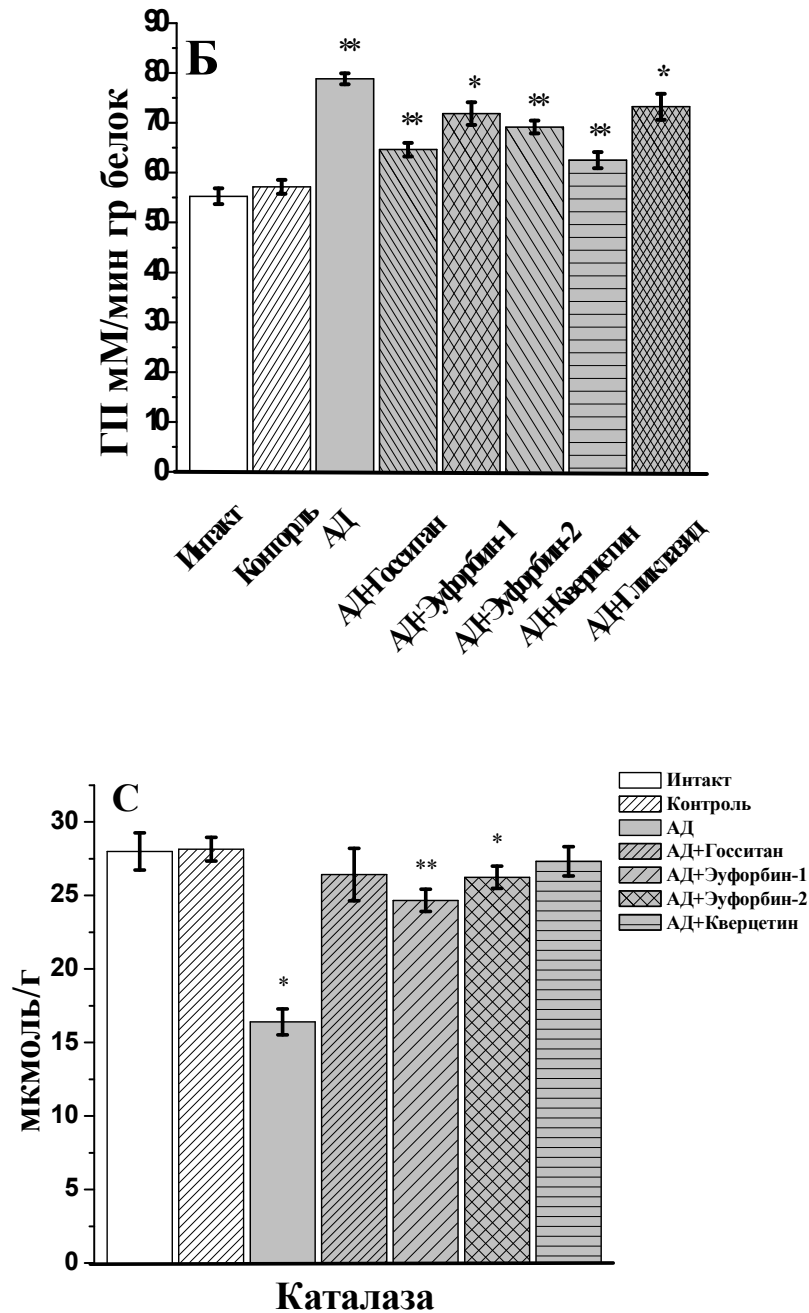 Б
ГП мМ/мин гр белок
90
80
70
60
50
40
30
20
10
0
** ** * ** ** *
Интакт
Контроль
АД
АД+Госситан
АД+Эуфорбин-1
АД+Эуфорбин-2
АД+Кверцетин
АД+Гликлазид
С
мкмоль/г
30
25
20
15
10
5
0
* ** *
Каталаза
Интакт
Контроль
АД
АД+Госситан
АД+Эуфорбин-1
АД+Эуфорбин-2
АД+Кверцетин